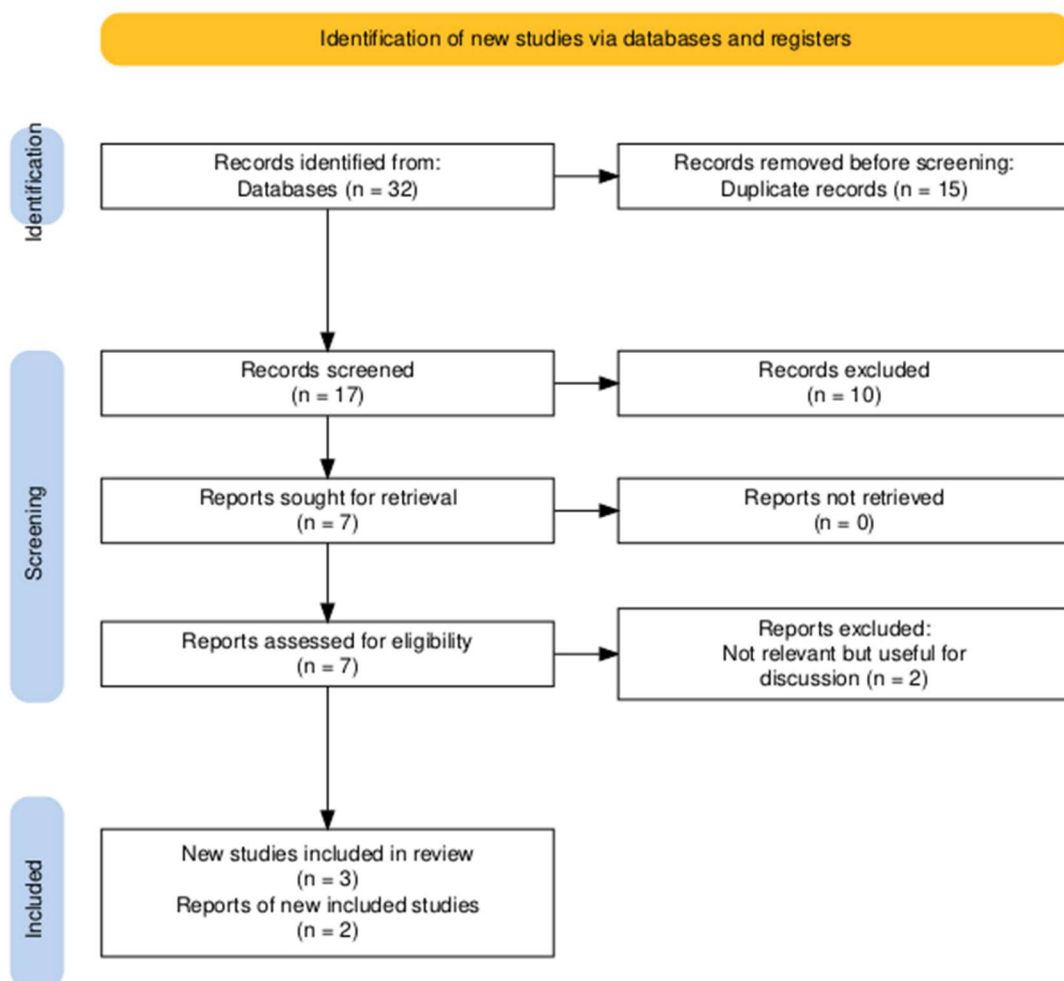 Identification of new studies via databases and registers
Identification
Records identified from:
Databases (n = 32)
Records removed before screening:
Duplicate records (n = 15)
Screening
Records screened
(n = 17)
Records excluded
(n = 10)
Reports sought for retrieval
(n = 7)
Reports not retrieved
(n = 0)
Reports assessed for eligibility
(n = 7)
Reports excluded:
Not relevant but useful for
discussion (n = 2)
Included
New studies included in review
(n = 3)
Reports of new included studies
(n = 2)